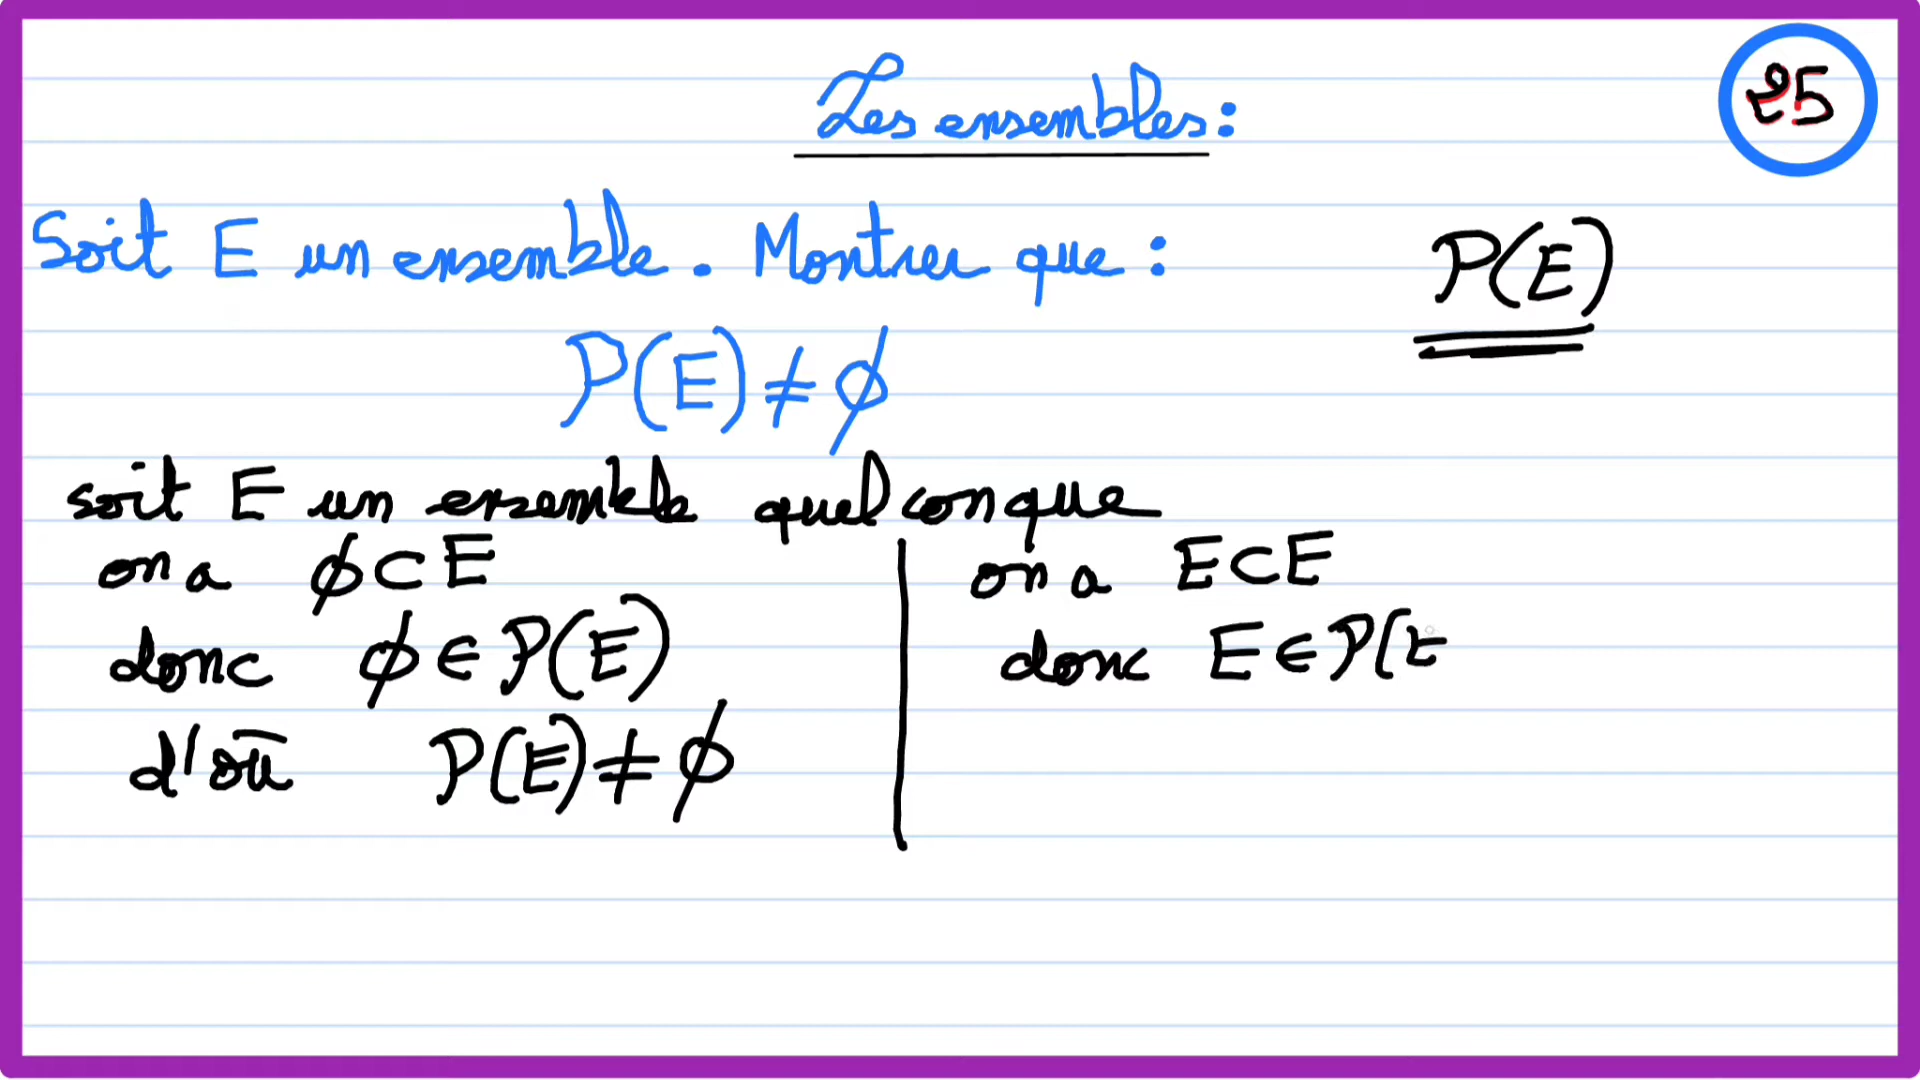 Les ensembles :
25
Soit E un ensemble. Montrer que :
P(E)
P(E) ≠ ∅
soit E un ensemble quelconque
on a ∅ ⊂ E
donc ∅ ∈ P(E)
d'où P(E) ≠ ∅
on a E ⊂ E
donc E ∈ P(E